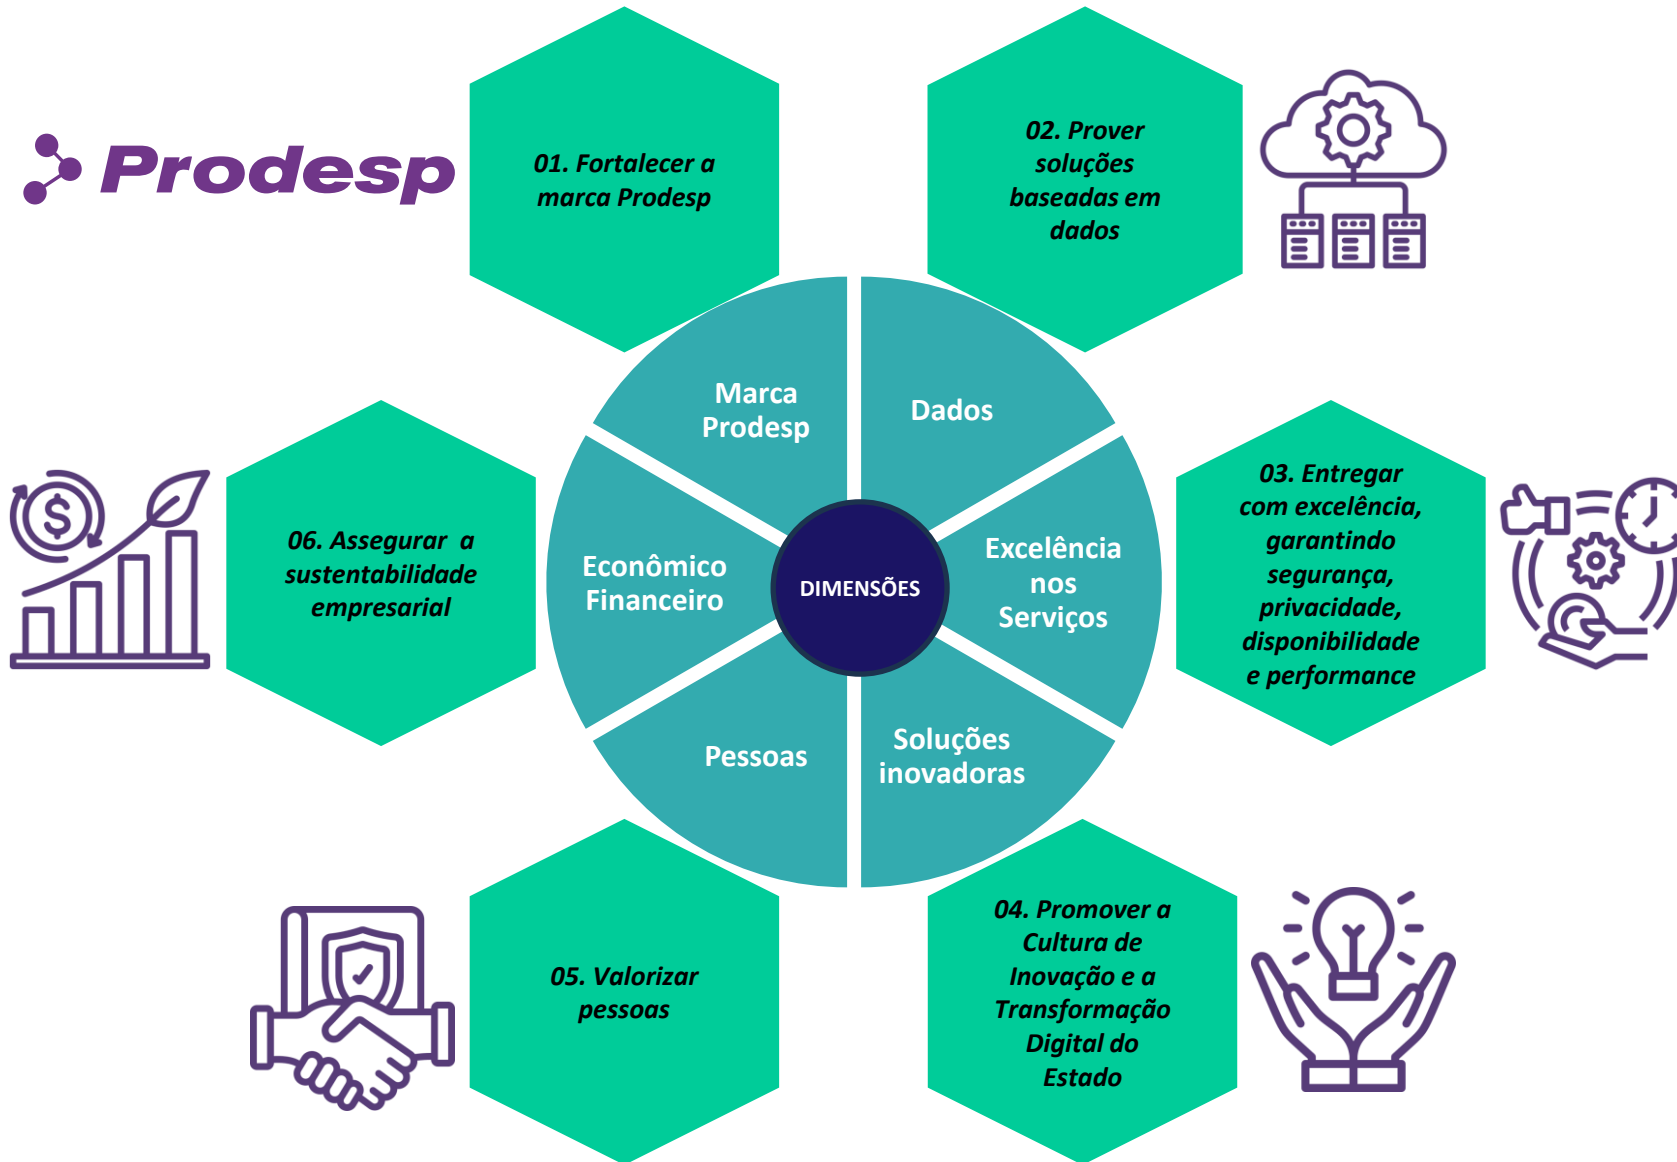 Prodesp
01. Fortalecer a
marca Prodesp
02. Prover
soluções
baseadas em
dados
Marca
Prodesp
Dados
03. Entregar
com excelência,
garantindo
segurança,
privacidade,
disponibilidade
e performance
06. Assegurar a
sustentabilidade
empresarial
Econômico
Financeiro
DIMENSÕES
Excelência
nos
Serviços
Pessoas
Soluções
inovadoras
05. Valorizar
pessoas
04. Promover a
Cultura de
Inovação e a
Transformação
Digital do
Estado